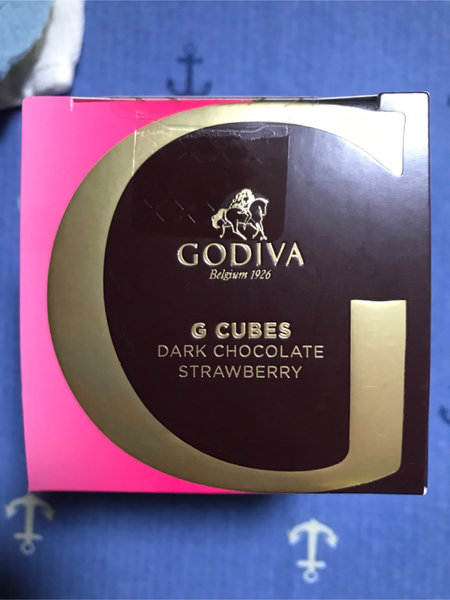 G
GODIVA
Belgium 1926
G CUBES
DARK CHOCOLATE
STRAWBERRY